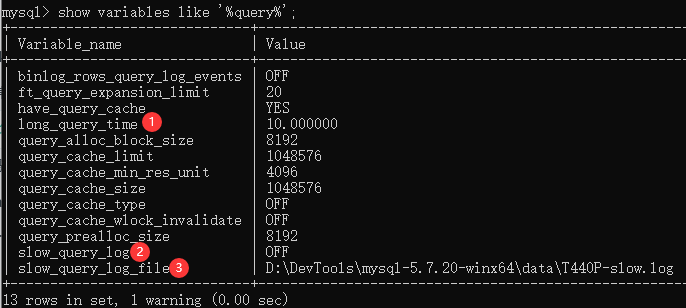 mysql> show variables like '%query%';
Variable_name | Value
binlog_rows_query_log_events | OFF
ft_query_expansion_limit | 20
have_query_cache | YES
long_query_time 1 | 10.000000
query_alloc_block_size | 8192
query_cache_limit | 1048576
query_cache_min_res_unit | 4096
query_cache_size | 1048576
query_cache_type | OFF
query_cache_wlock_invalidate | OFF
query_prealloc_size | 8192
slow_query_log 2 | OFF
slow_query_log_file 3 | D:\DevTools\mysql-5.7.20-winx64\data\T440P-slow.log
13 rows in set, 1 warning (0.00 sec)